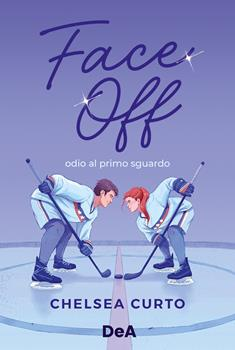 Face
Off
odio al primo sguardo
CHELSEA CURTO
DeA